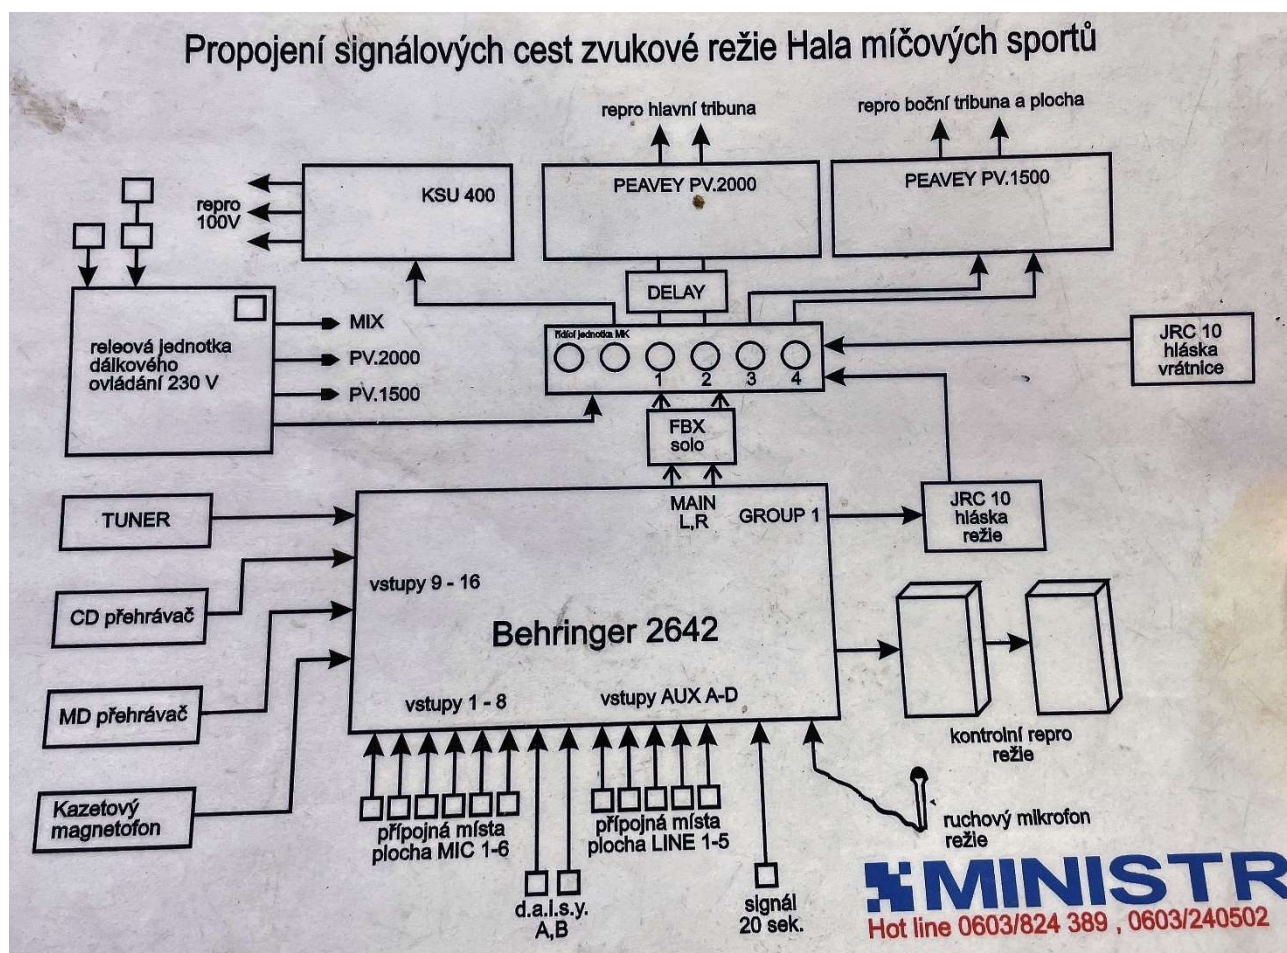 Propojení signálových cest zvukové režie Hala míčových sportů
repro hlavní tribuna
repro boční tribuna a plocha
repro
100V
KSU 400
PEAVEY PV.2000
PEAVEY PV.1500
DELAY
releová jednotka
dálkového
ovládání 230 V
MIX
PV.2000
PV.1500
řídící jednotka MK
1 2 3 4
JRC 10
hláska
vrátnice
FBX
solo
TUNER
CD přehrávač
MD přehrávač
Kazetový
magnetofon
MAIN
L,R
GROUP 1
JRC 10
hláska
režie
vstupy 9 - 16
Behringer 2642
vstupy 1 - 8
vstupy AUX A-D
kontrolní repro
režie
přípojná místa
plocha MIC 1-6
přípojná místa
plocha LINE 1-5
ruchový mikrofon
režie
d.a.i.s.y.
A,B
signál
20 sek.
MINISTR
Hot line 0603/824 389 , 0603/240502